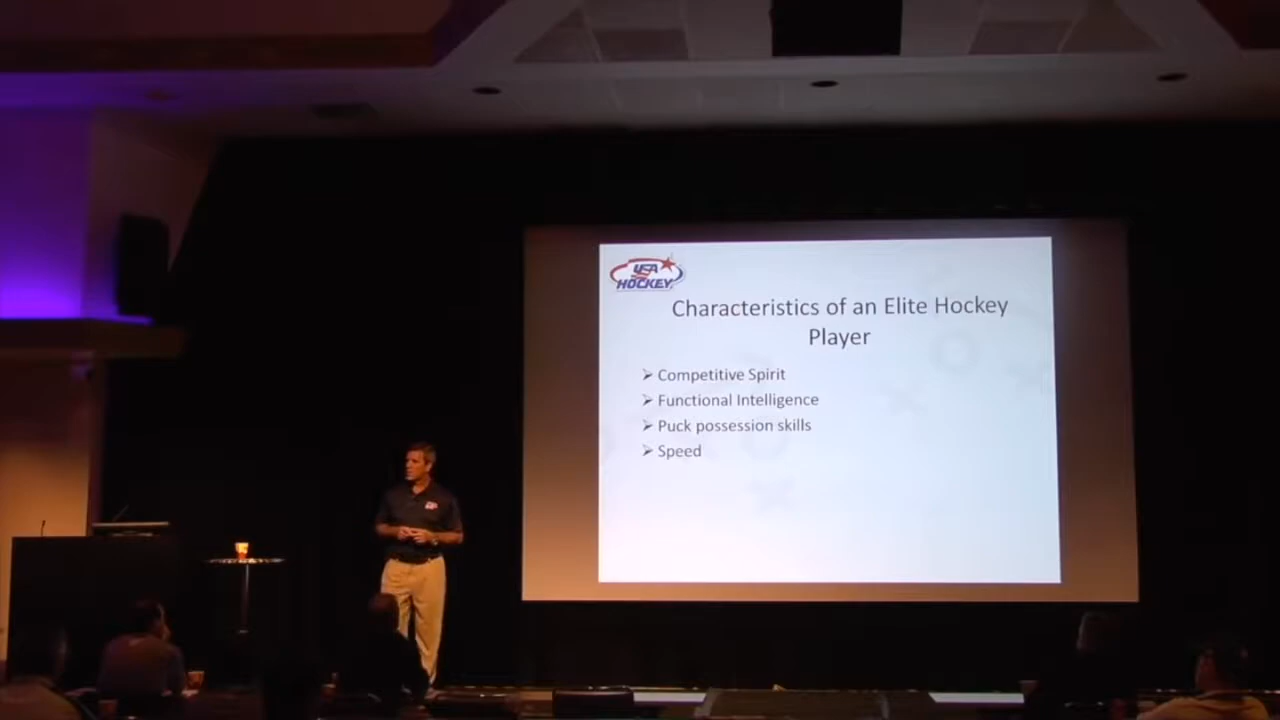 USA
HOCKEY
Characteristics of an Elite Hockey
Player
➢ Competitive Spirit
➢ Functional Intelligence
➢ Puck possession skills
➢ Speed